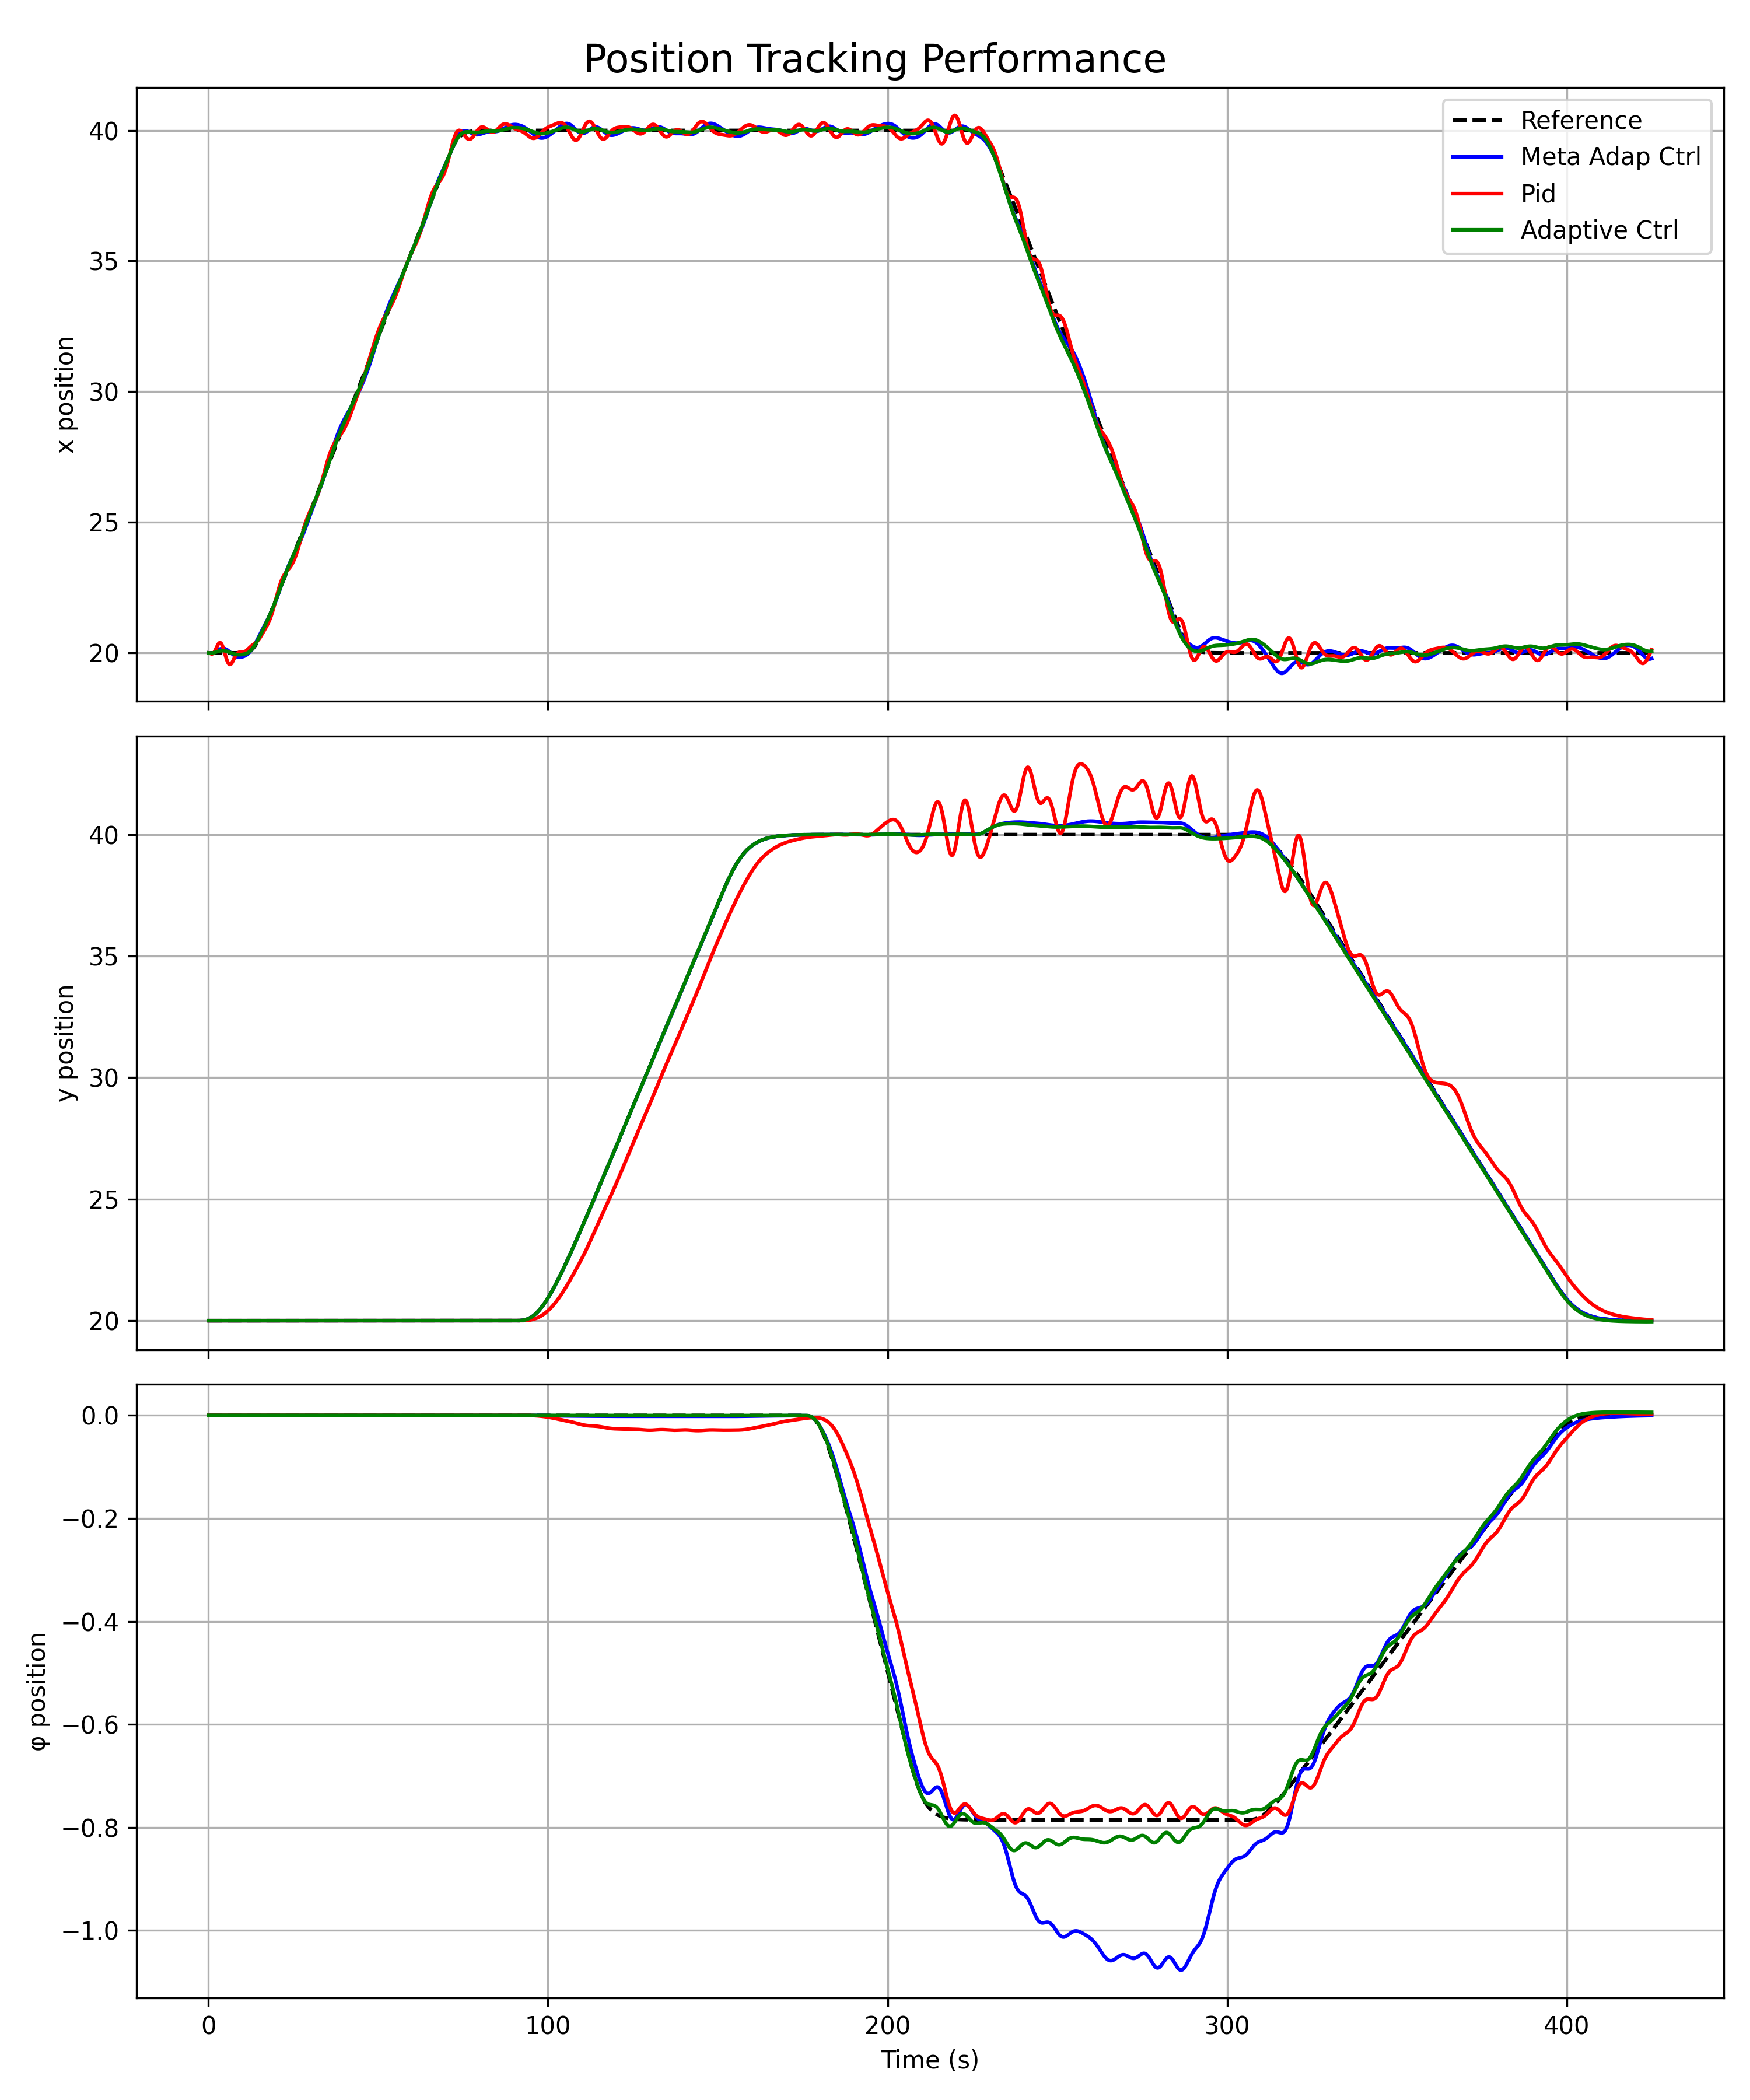 Position Tracking Performance
40
35
30
25
20
x position
Reference
Meta Adap Ctrl
Pid
Adaptive Ctrl
40
35
30
25
20
y position
0.0
−0.2
−0.4
−0.6
−0.8
−1.0
φ position
0 100 200 300 400
Time (s)